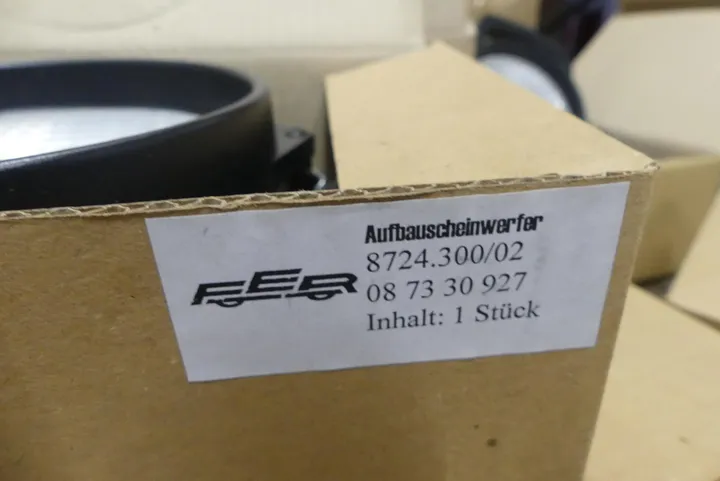 FER
Aufbauscheinwerfer
8724.300/02
08 73 30 927
Inhalt: 1 Stück